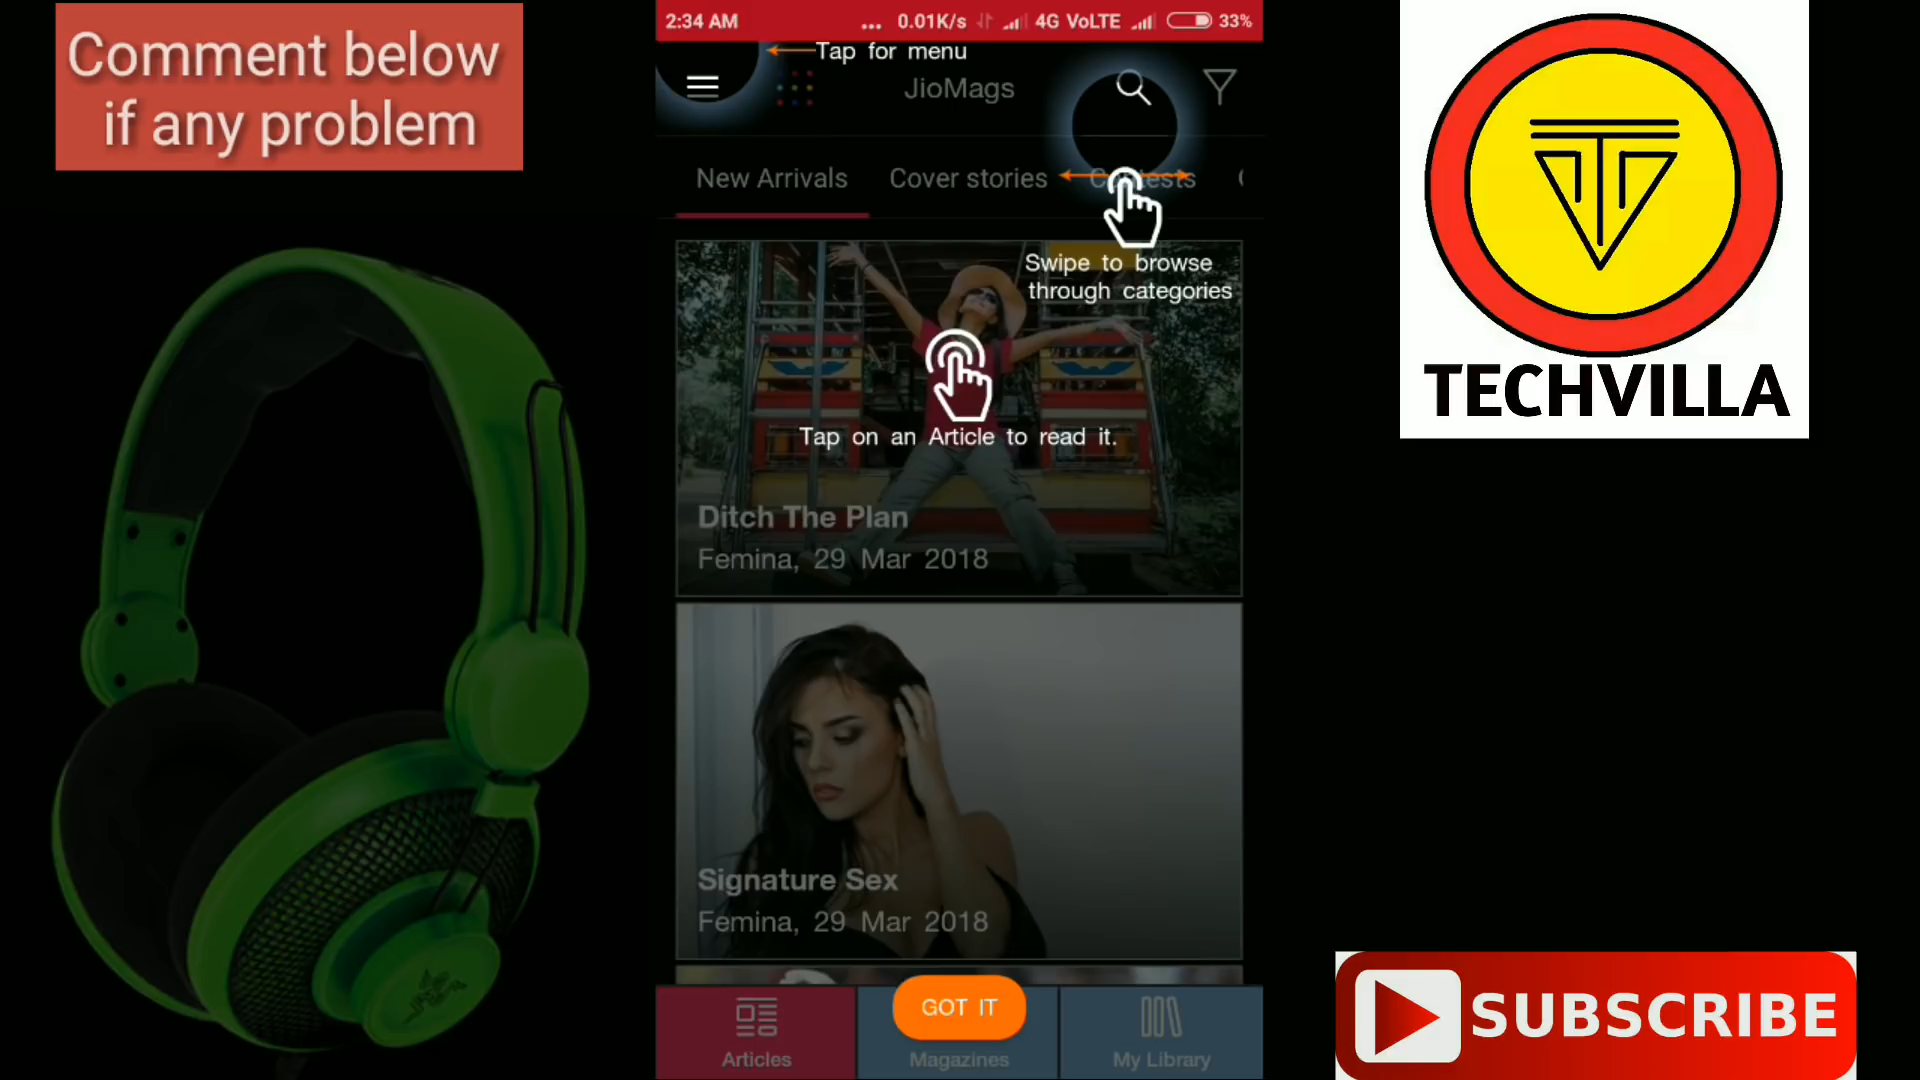 Comment below
if any problem
2:34 AM
... 0.01K/s 4G VoLTE 33%
Tap for menu
JioMags
New Arrivals
Cover stories
Swipe to browse
through categories
Tap on an Article to read it.
Ditch The Plan
Femina, 29 Mar 2018
Signature Sex
Femina, 29 Mar 2018
GOT IT
Articles
Magazines
My Library
TECHVILLA
SUBSCRIBE